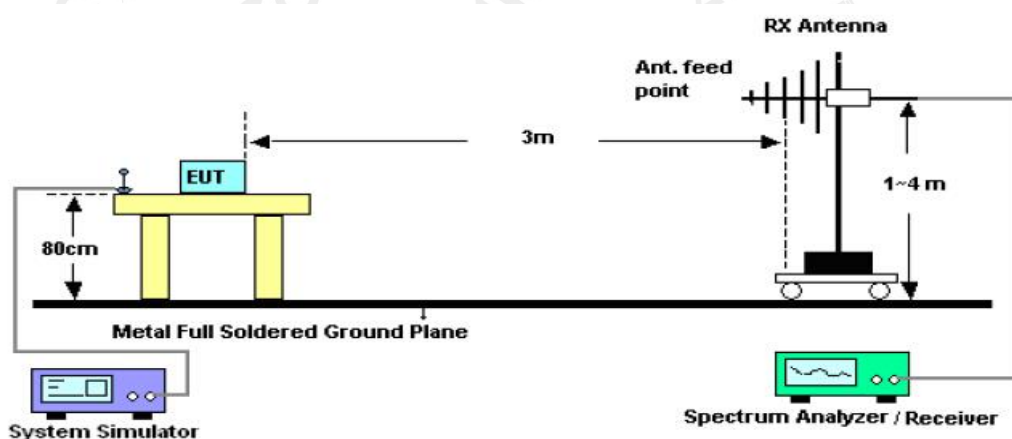 RX Antenna
Ant. feed
point
3m
EUT
1~4 m
80cm
Metal Full Soldered Ground Plane
System Simulator
Spectrum Analyzer / Receiver